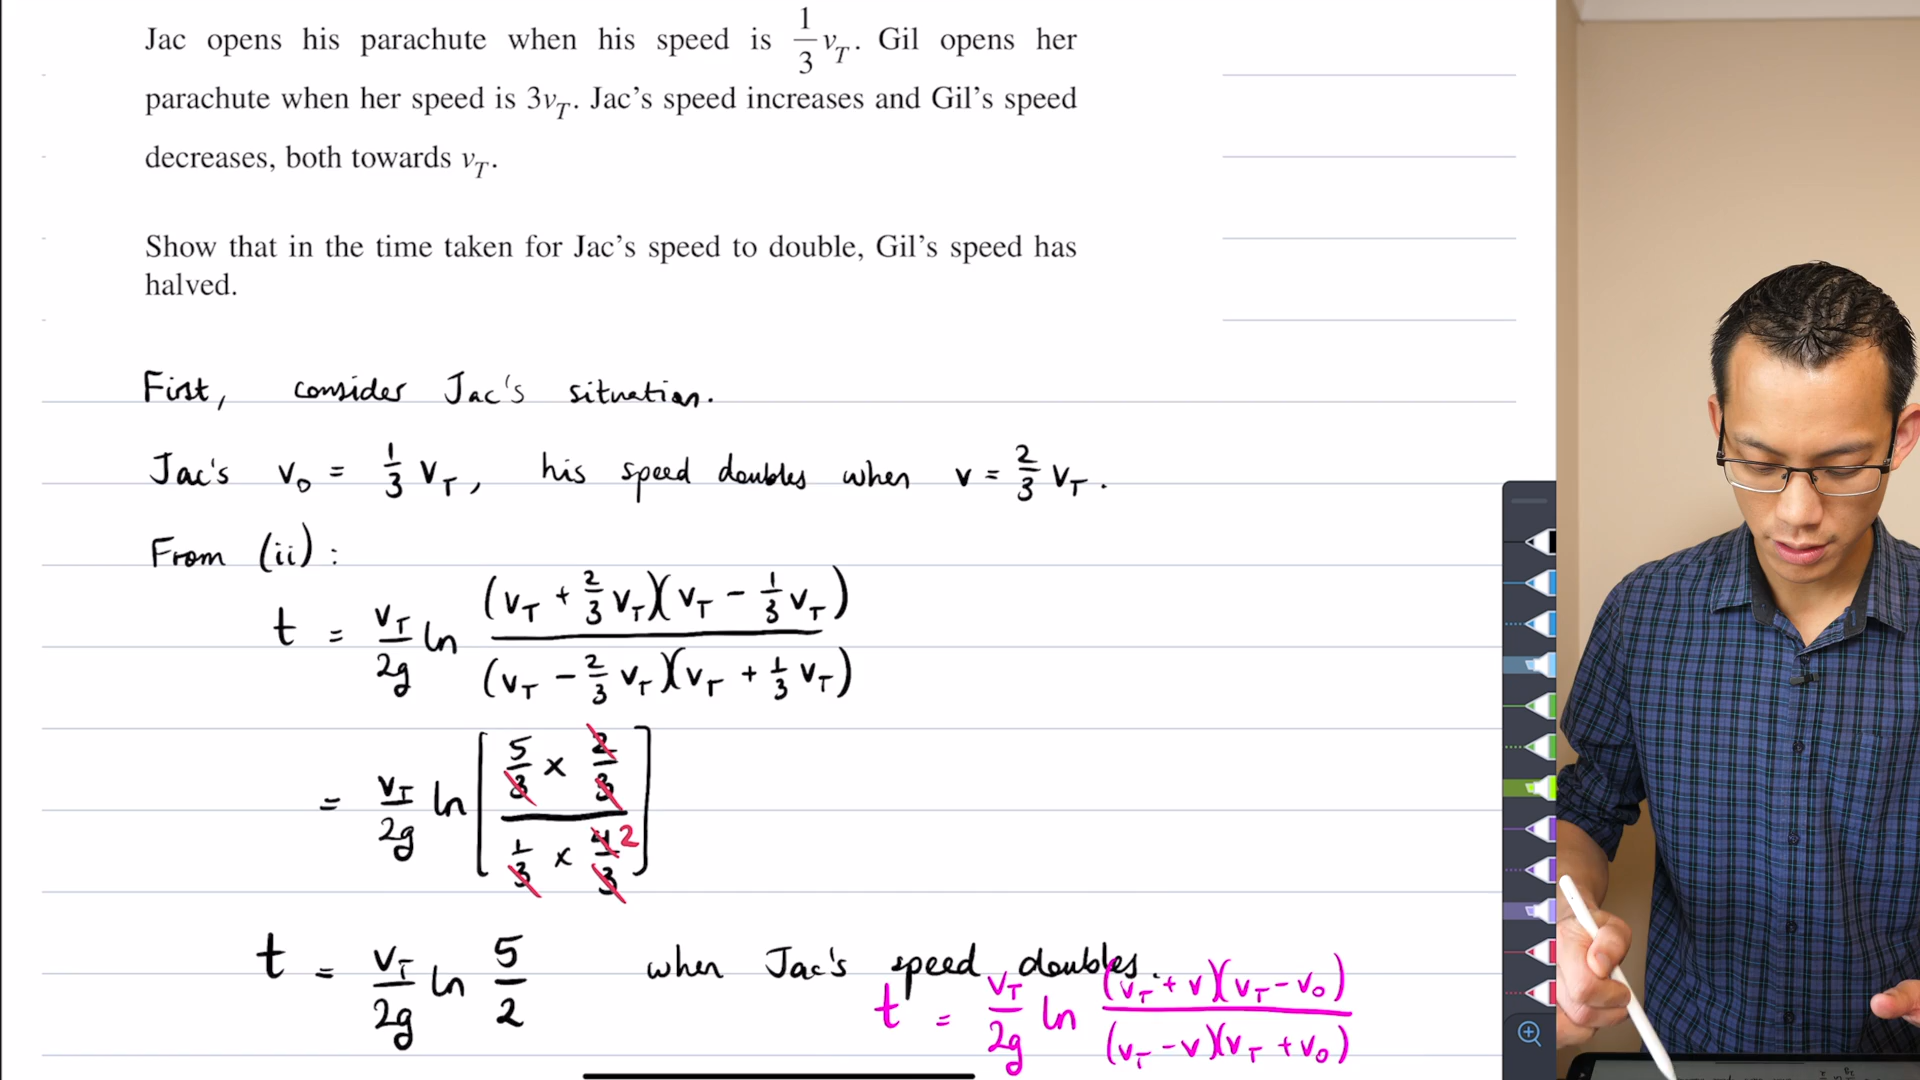 Jac opens his parachute when his speed is 1/3 v_T. Gil opens her
parachute when her speed is 3v_T. Jac’s speed increases and Gil’s speed
decreases, both towards v_T.
Show that in the time taken for Jac’s speed to double, Gil’s speed has
halved.
First, consider Jac's situation.
Jac's v_0 = 1/3 v_T, his speed doubles when v = 2/3 v_T.
From (ii):
t = v_T/2g ln (v_T + 2/3 v_T)(v_T - 1/3 v_T) / (v_T - 2/3 v_T)(v_T + 1/3 v_T)
= v_T/2g ln [5/3 × 2/3 / 1/3 × 4/3 2]
t = v_T/2g ln 5/2 when Jac's speed doubles.
t = v_T/2g ln (v_T + v)(v_T - v_0) / (v_T - v)(v_T + v_0)